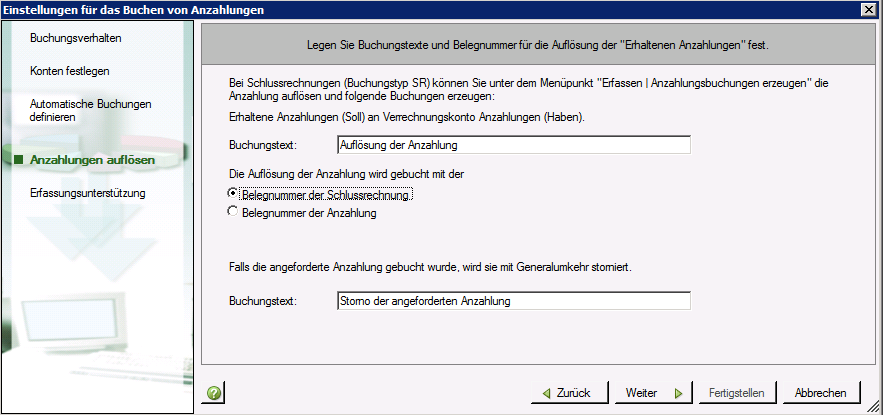 Einstellungen für das Buchen von Anzahlungen
Buchungsverhalten
Konten festlegen
Automatische Buchungen
definieren
Anzahlungen auflösen
Erfassungsunterstützung
Legen Sie Buchungstexte und Belegnummer für die Auflösung der "Erhaltenen Anzahlungen" fest.
Bei Schlussrechnungen (Buchungstyp SR) können Sie unter dem Menüpunkt "Erfassen | Anzahlungsbuchungen erzeugen" die
Anzahlung auflösen und folgende Buchungen erzeugen:
Erhaltene Anzahlungen (Soll) an Verrechnungskonto Anzahlungen (Haben).
Buchungstext: Auflösung der Anzahlung
Die Auflösung der Anzahlung wird gebucht mit der
Belegnummer der Schlussrechnung
Belegnummer der Anzahlung
Falls die angeforderte Anzahlung gebucht wurde, wird sie mit Generalumkehr storniert.
Buchungstext: Storno der angeforderten Anzahlung
Zurück Weiter Fertigstellen Abbrechen